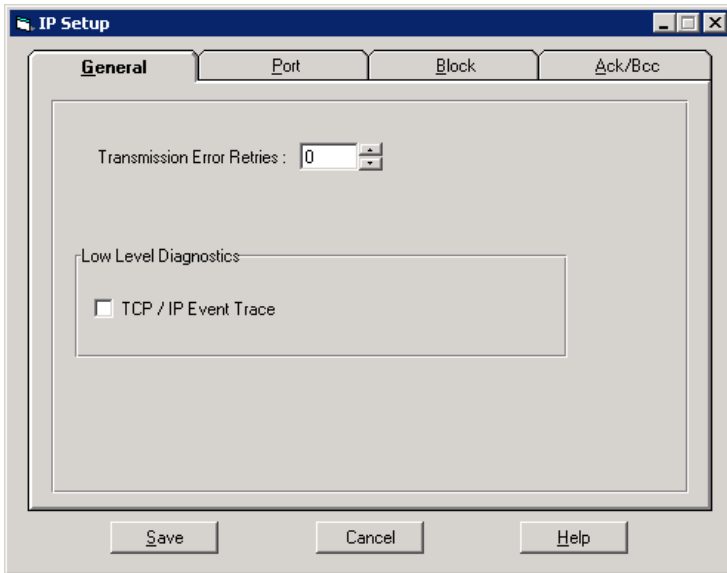 IP Setup
General Port Block Ack/Bcc
Transmission Error Retries : 0
Low Level Diagnostics
TCP / IP Event Trace
Save Cancel Help